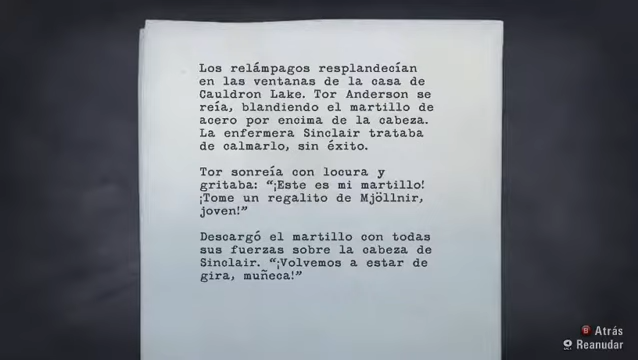 Los relámpagos resplandecían
en las ventanas de la casa de
Cauldron Lake. Tor Anderson se
reía, blandiendo el martillo de
acero por encima de la cabeza.
La enfermera Sinclair trataba
de calmarlo, sin éxito.
Tor sonreía con locura y
gritaba: “¡Este es mi martillo!
¡Tome un regalito de Mjöllnir,
joven!”
Descargó el martillo con todas
sus fuerzas sobre la cabeza de
Sinclair. “¡Volvemos a estar de
gira, muñeca!”
B Atrás
Reanudar